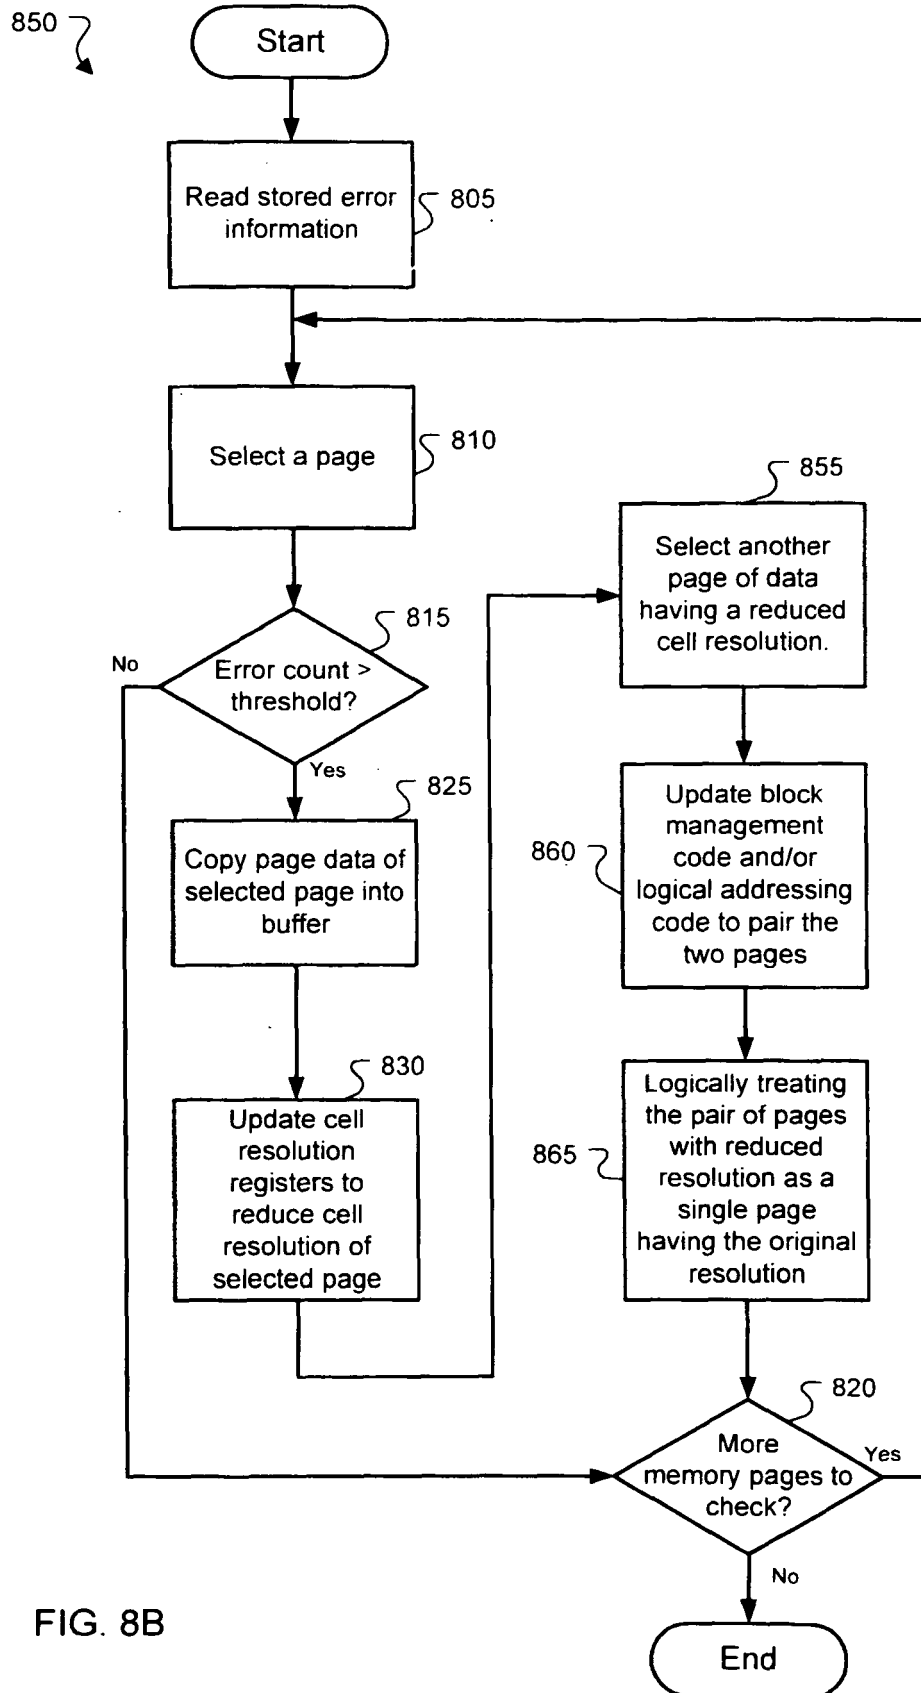 850
Start
Read stored error
information
805
Select a page
810
Error count >
threshold?
815
No
Yes
Copy page data of
selected page into
buffer
825
Update cell
resolution
registers to
reduce cell
resolution of
selected page
830
855
Select another
page of data
having a reduced
cell resolution.
Update block
management
code and/or
logical addressing
code to pair the
two pages
860
Logically treating
the pair of pages
with reduced
resolution as a
single page
having the original
resolution
865
820
More
memory pages to
check?
Yes
No
End
FIG. 8B